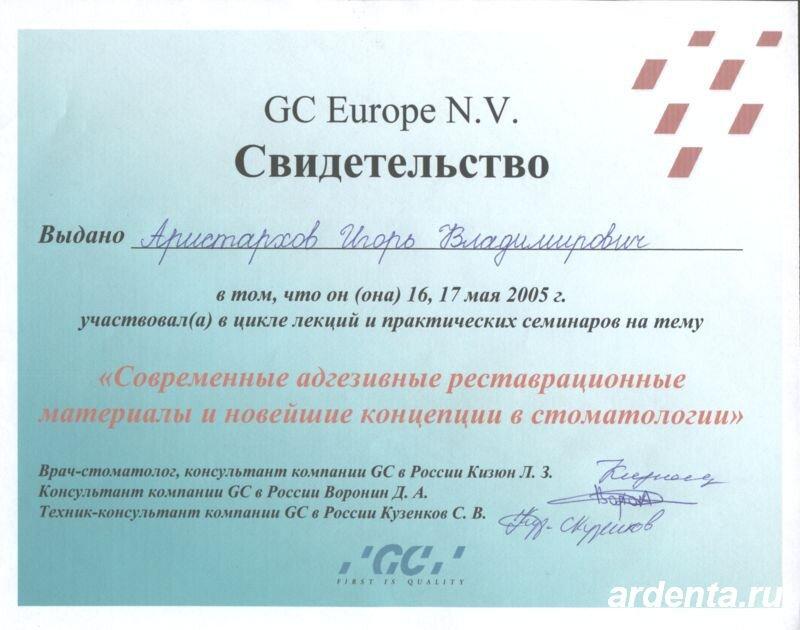 GC Europe N.V.
Свидетельство
Выдано Аристархов Игорь Владимирович
в том, что он (она) 16, 17 мая 2005 г.
участвовал(а) в цикле лекций и практических семинаров на тему
«Современные адгезивные реставрационные
материалы и новейшие концепции в стоматологии»
Врач-стоматолог, консультант компании GC в России Кизюн Л. З.
Консультант компании GC в России Воронин Д. А.
Техник-консультант компании GC в России Кузенков С. В.
GC
FIRST IS QUALITY
ardenta.ru